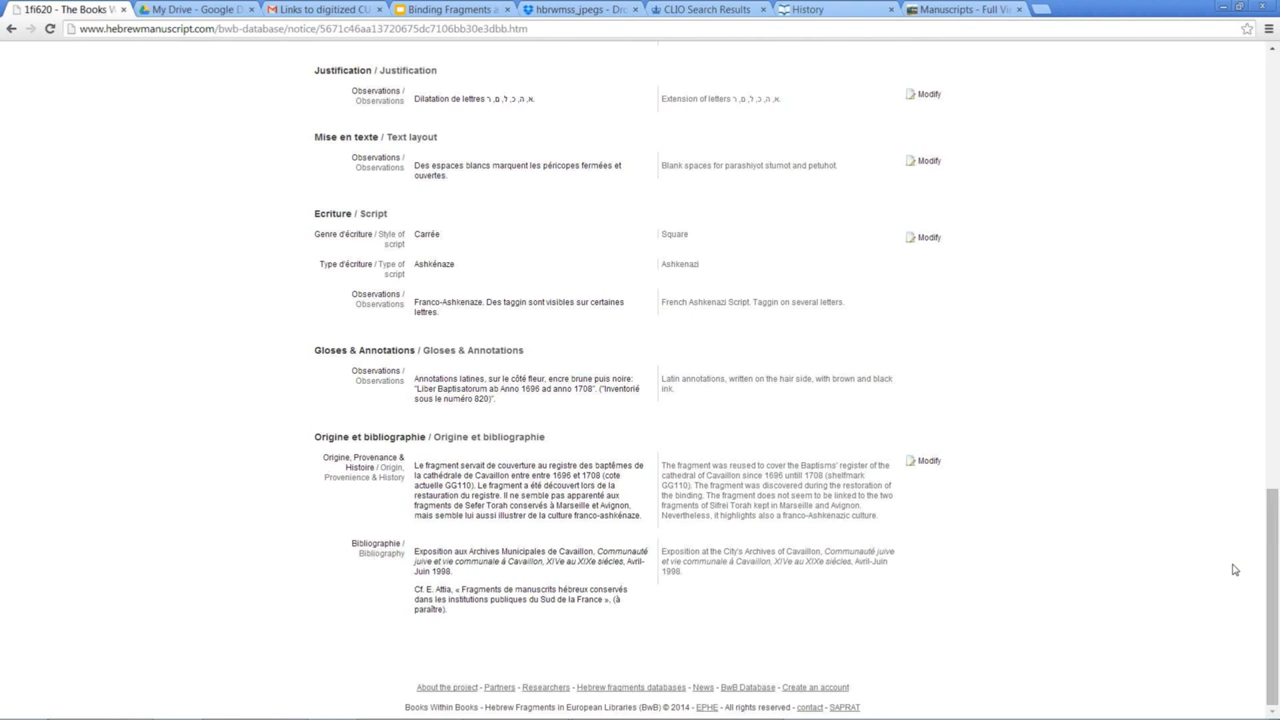 1fi620 - The Books W
My Drive - Google D
Links to digitized CU
Binding Fragments a
hbrwmss_jpegs - Dro
CLIO Search Results
History
Manuscripts - Full Vi
www.hebrewmanuscript.com/bwb-database/notice/5671c46aa13720675dc7106bb30e3dbb.htm
Justification / Justification
Observations /
Observations
Dilatation de lettres א, ה, כ, ל, ם, ר.
Extension of letters א, ה, כ, ל, ם, ר.
Modify
Mise en texte / Text layout
Observations /
Observations
Des espaces blancs marquent les péricopes fermées et
ouvertes.
Blank spaces for parashiyot stumot and petuhot.
Modify
Ecriture / Script
Genre d'écriture / Style of
script
Carrée
Square
Modify
Type d'écriture / Type of
script
Ashkénaze
Ashkenazi
Observations /
Observations
Franco-Ashkenaze. Des taggin sont visibles sur certaines
lettres.
French Ashkenazi Script. Taggin on several letters.
Gloses & Annotations / Gloses & Annotations
Observations /
Observations
Annotations latines, sur le côté fleur, encre brune puis noire:
"Liber Baptisatorum ab Anno 1696 ad anno 1708". ("Inventorié
sous le numéro 820)".
Latin annotations, written on the hair side, with brown and black
ink.
Origine et bibliographie / Origine et bibliographie
Origine, Provenance &
Histoire / Origin,
Provenience & History
Le fragment servait de couverture au registre des baptêmes de
la cathédrale de Cavaillon entre entre 1696 et 1708 (cote
actuelle GG110). Le fragment a été découvert lors de la
restauration du registre. Il ne semble pas apparenté aux
fragments de Sefer Torah conservés à Marseille et Avignon,
mais semble lui aussi illustrer de la culture franco-ashkénaze.
The fragment was reused to cover the Baptisms' register of the
cathedral of Cavaillon since 1696 untill 1708 (shelfmark
GG110). The fragment was discovered during the restoration of
the binding. The fragment does not seem to be linked to the two
fragments of Sifrei Torah kept in Marseille and Avignon.
Nevertheless, it highlights also a franco-Ashkenazic culture.
Modify
Bibliographie /
Bibliography
Exposition aux Archives Municipales de Cavaillon, Communauté
juive et vie communale à Cavaillon, XIVe au XIXe siècles, Avril-
Juin 1998.
Cf. E. Attia, « Fragments de manuscrits hébreux conservés
dans les institutions publiques du Sud de la France », (à
paraître).
Exposition at the City's Archives of Cavaillon, Communauté juive
et vie communale à Cavaillon, XIVe au XIXe siècles, Avril-Juin
1998.
About the project - Partners - Researchers - Hebrew fragments databases - News - BwB Database - Create an account
Books Within Books - Hebrew Fragments in European Libraries (BwB) © 2014 - EPHE - All rights reserved - contact - SAPRAT